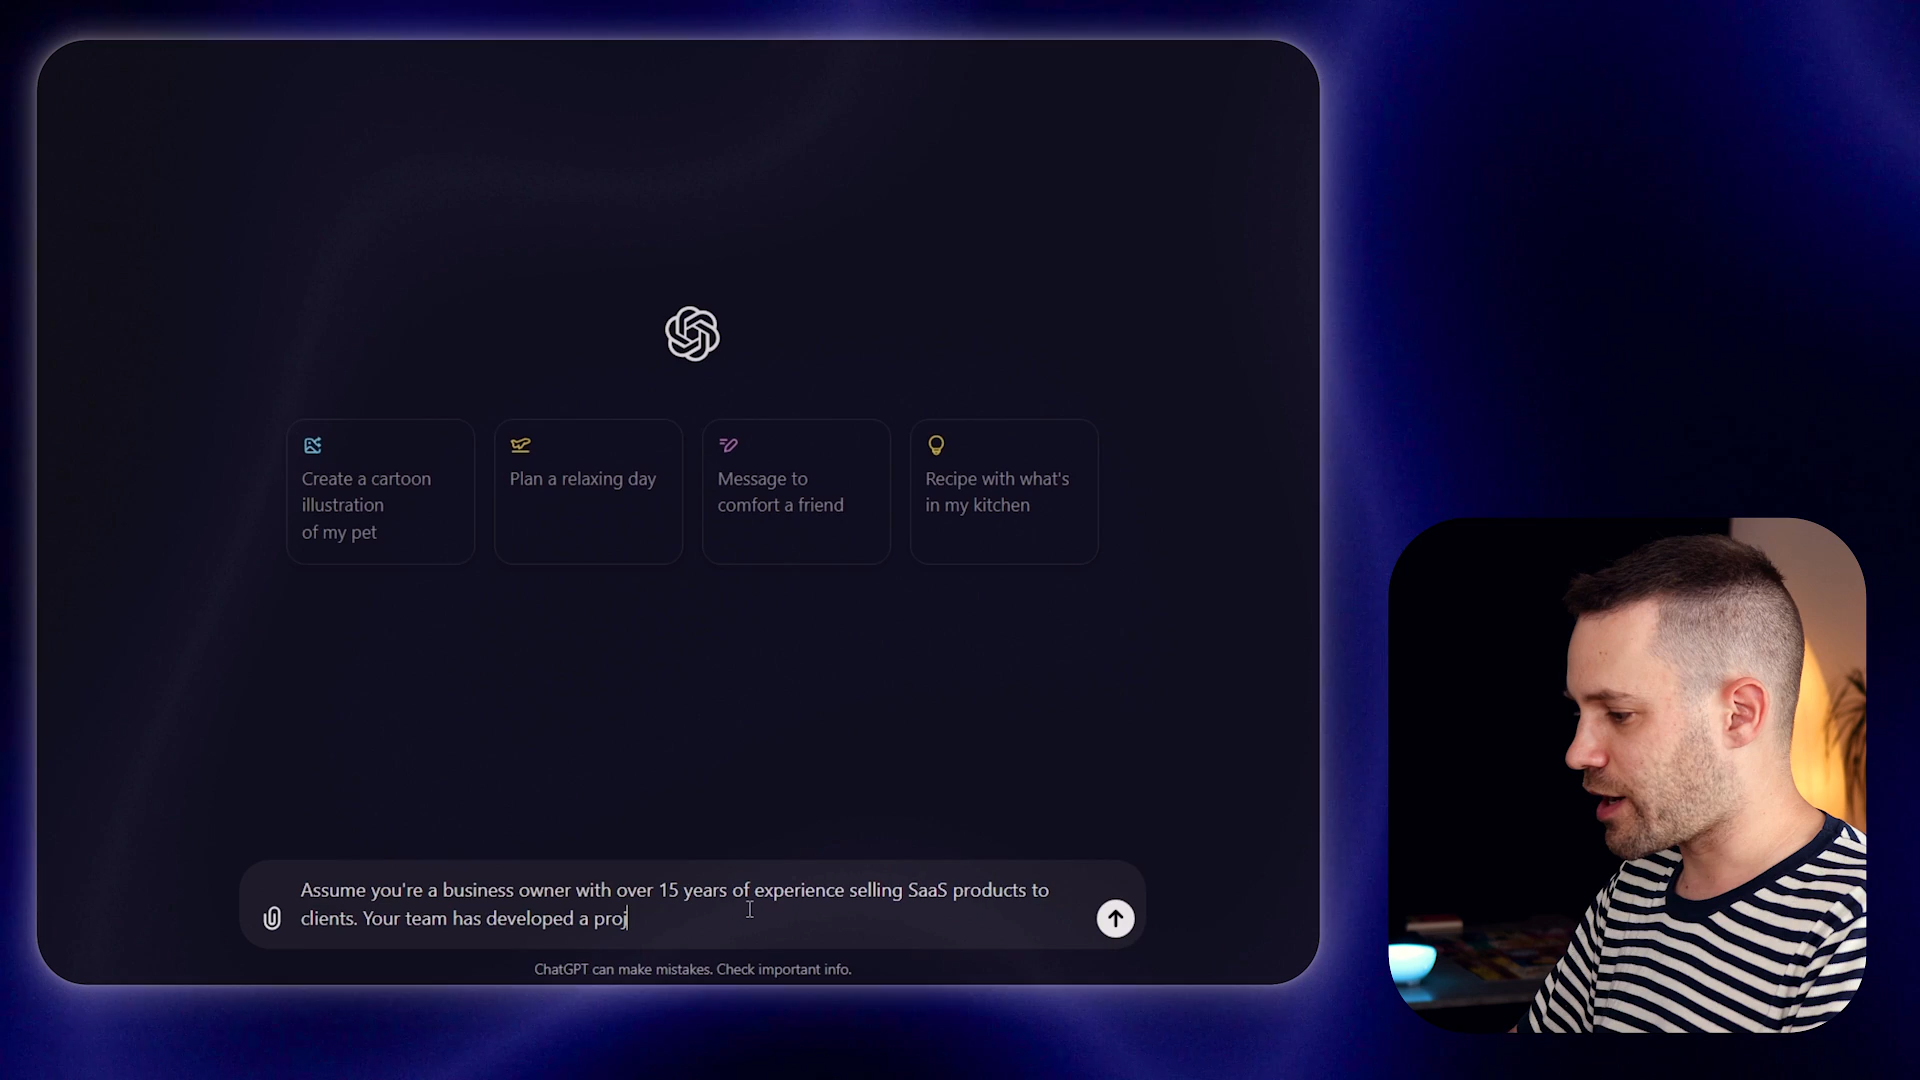 Create a cartoon
illustration
of my pet
Plan a relaxing day
Message to
comfort a friend
Recipe with what's
in my kitchen
Assume you're a business owner with over 15 years of experience selling SaaS products to
clients. Your team has developed a proj
ChatGPT can make mistakes. Check important info.